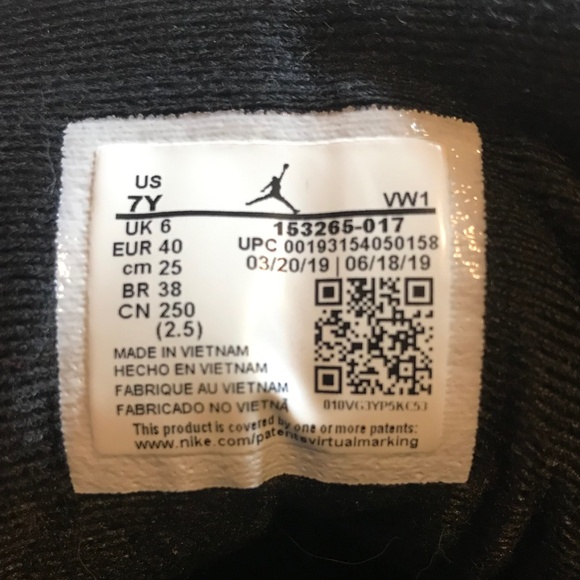 US
7Y
VW1
UK 6
153265-017
EUR 40
UPC 00193154050158
cm 25
03/20/19 | 06/18/19
BR 38
CN 250
(2.5)
MADE IN VIETNAM
HECHO EN VIETNAM
FABRIQUE AU VIETNAM
FABRICADO NO VIETNÃ
This product is covered by one or more patents:
www.nike.com/patentsvirtualmarking